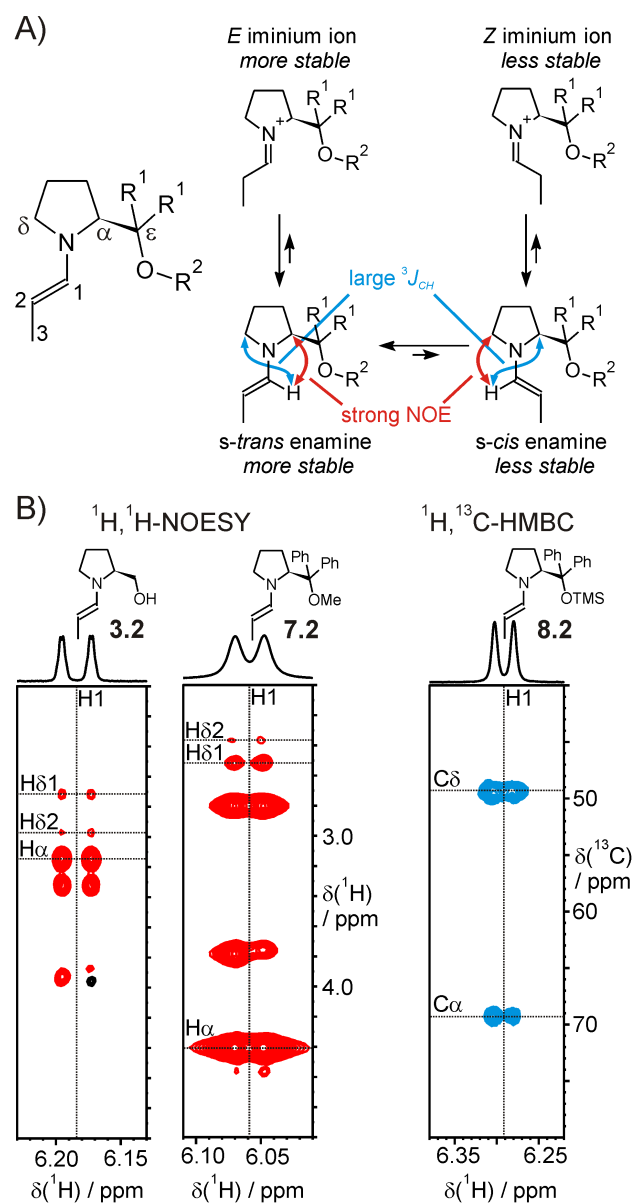 A)
E iminium ion
more stable
Z iminium ion
less stable
R¹
R¹
N⁺
O
R²
R¹
R¹
N⁺
O
R²
δ
α
ε
R¹
R¹
N
O
R²
2
1
3
large ³J_CH
R¹
R¹
N
O
R²
H
R¹
R¹
N
O
R²
H
strong NOE
s-trans enamine
more stable
s-cis enamine
less stable
B)
¹H,¹H-NOESY
¹H,¹³C-HMBC
N
OH
3.2
Ph
Ph
N
OMe
7.2
Ph
Ph
N
OTMS
8.2
H1
H1
H1
Hδ1
Hδ2
Hα
Hδ2
Hδ1
Hα
3.0
δ(¹H)
/ ppm
4.0
Cδ
Cα
50
δ(¹³C)
/ ppm
60
70
6.20
6.15
δ(¹H) / ppm
6.10
6.05
δ(¹H) / ppm
6.35
6.25
δ(¹H) / ppm